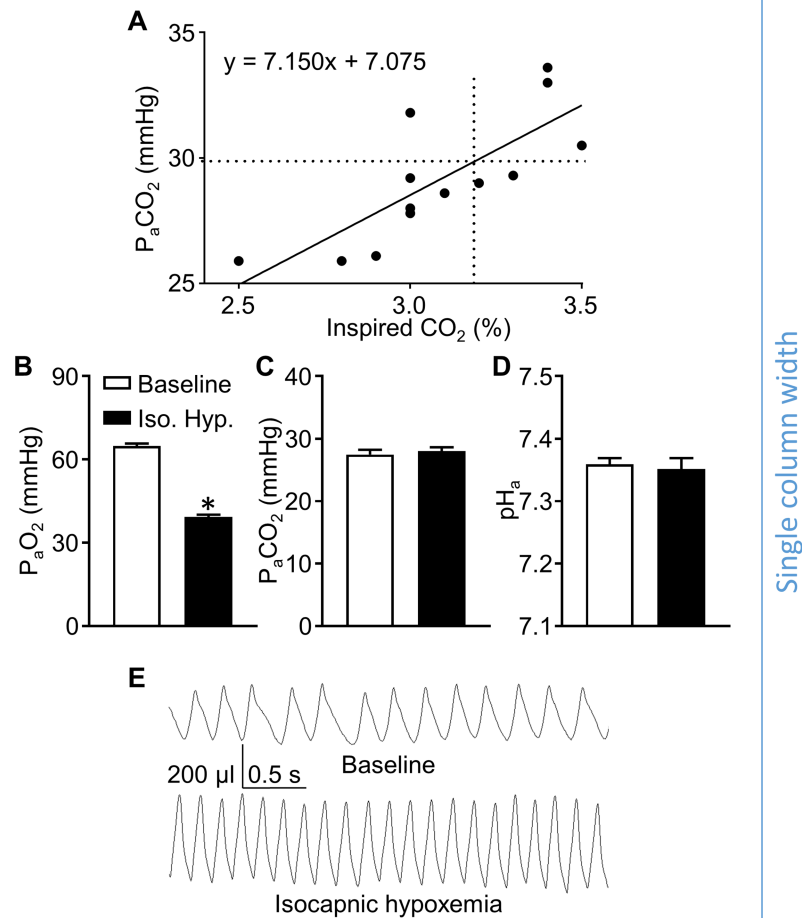 A
y = 7.150x + 7.075
35
30
25
PaCO2 (mmHg)
2.5 3.0 3.5
Inspired CO2 (%)
B
90
60
30
0
PaO2 (mmHg)
Baseline
Iso. Hyp.
*
C
40
30
20
10
0
PaCO2 (mmHg)
D
7.5
7.4
7.3
7.2
7.1
pHa
E
Baseline
200 µl 0.5 s
Isocapnic hypoxemia
Single column width